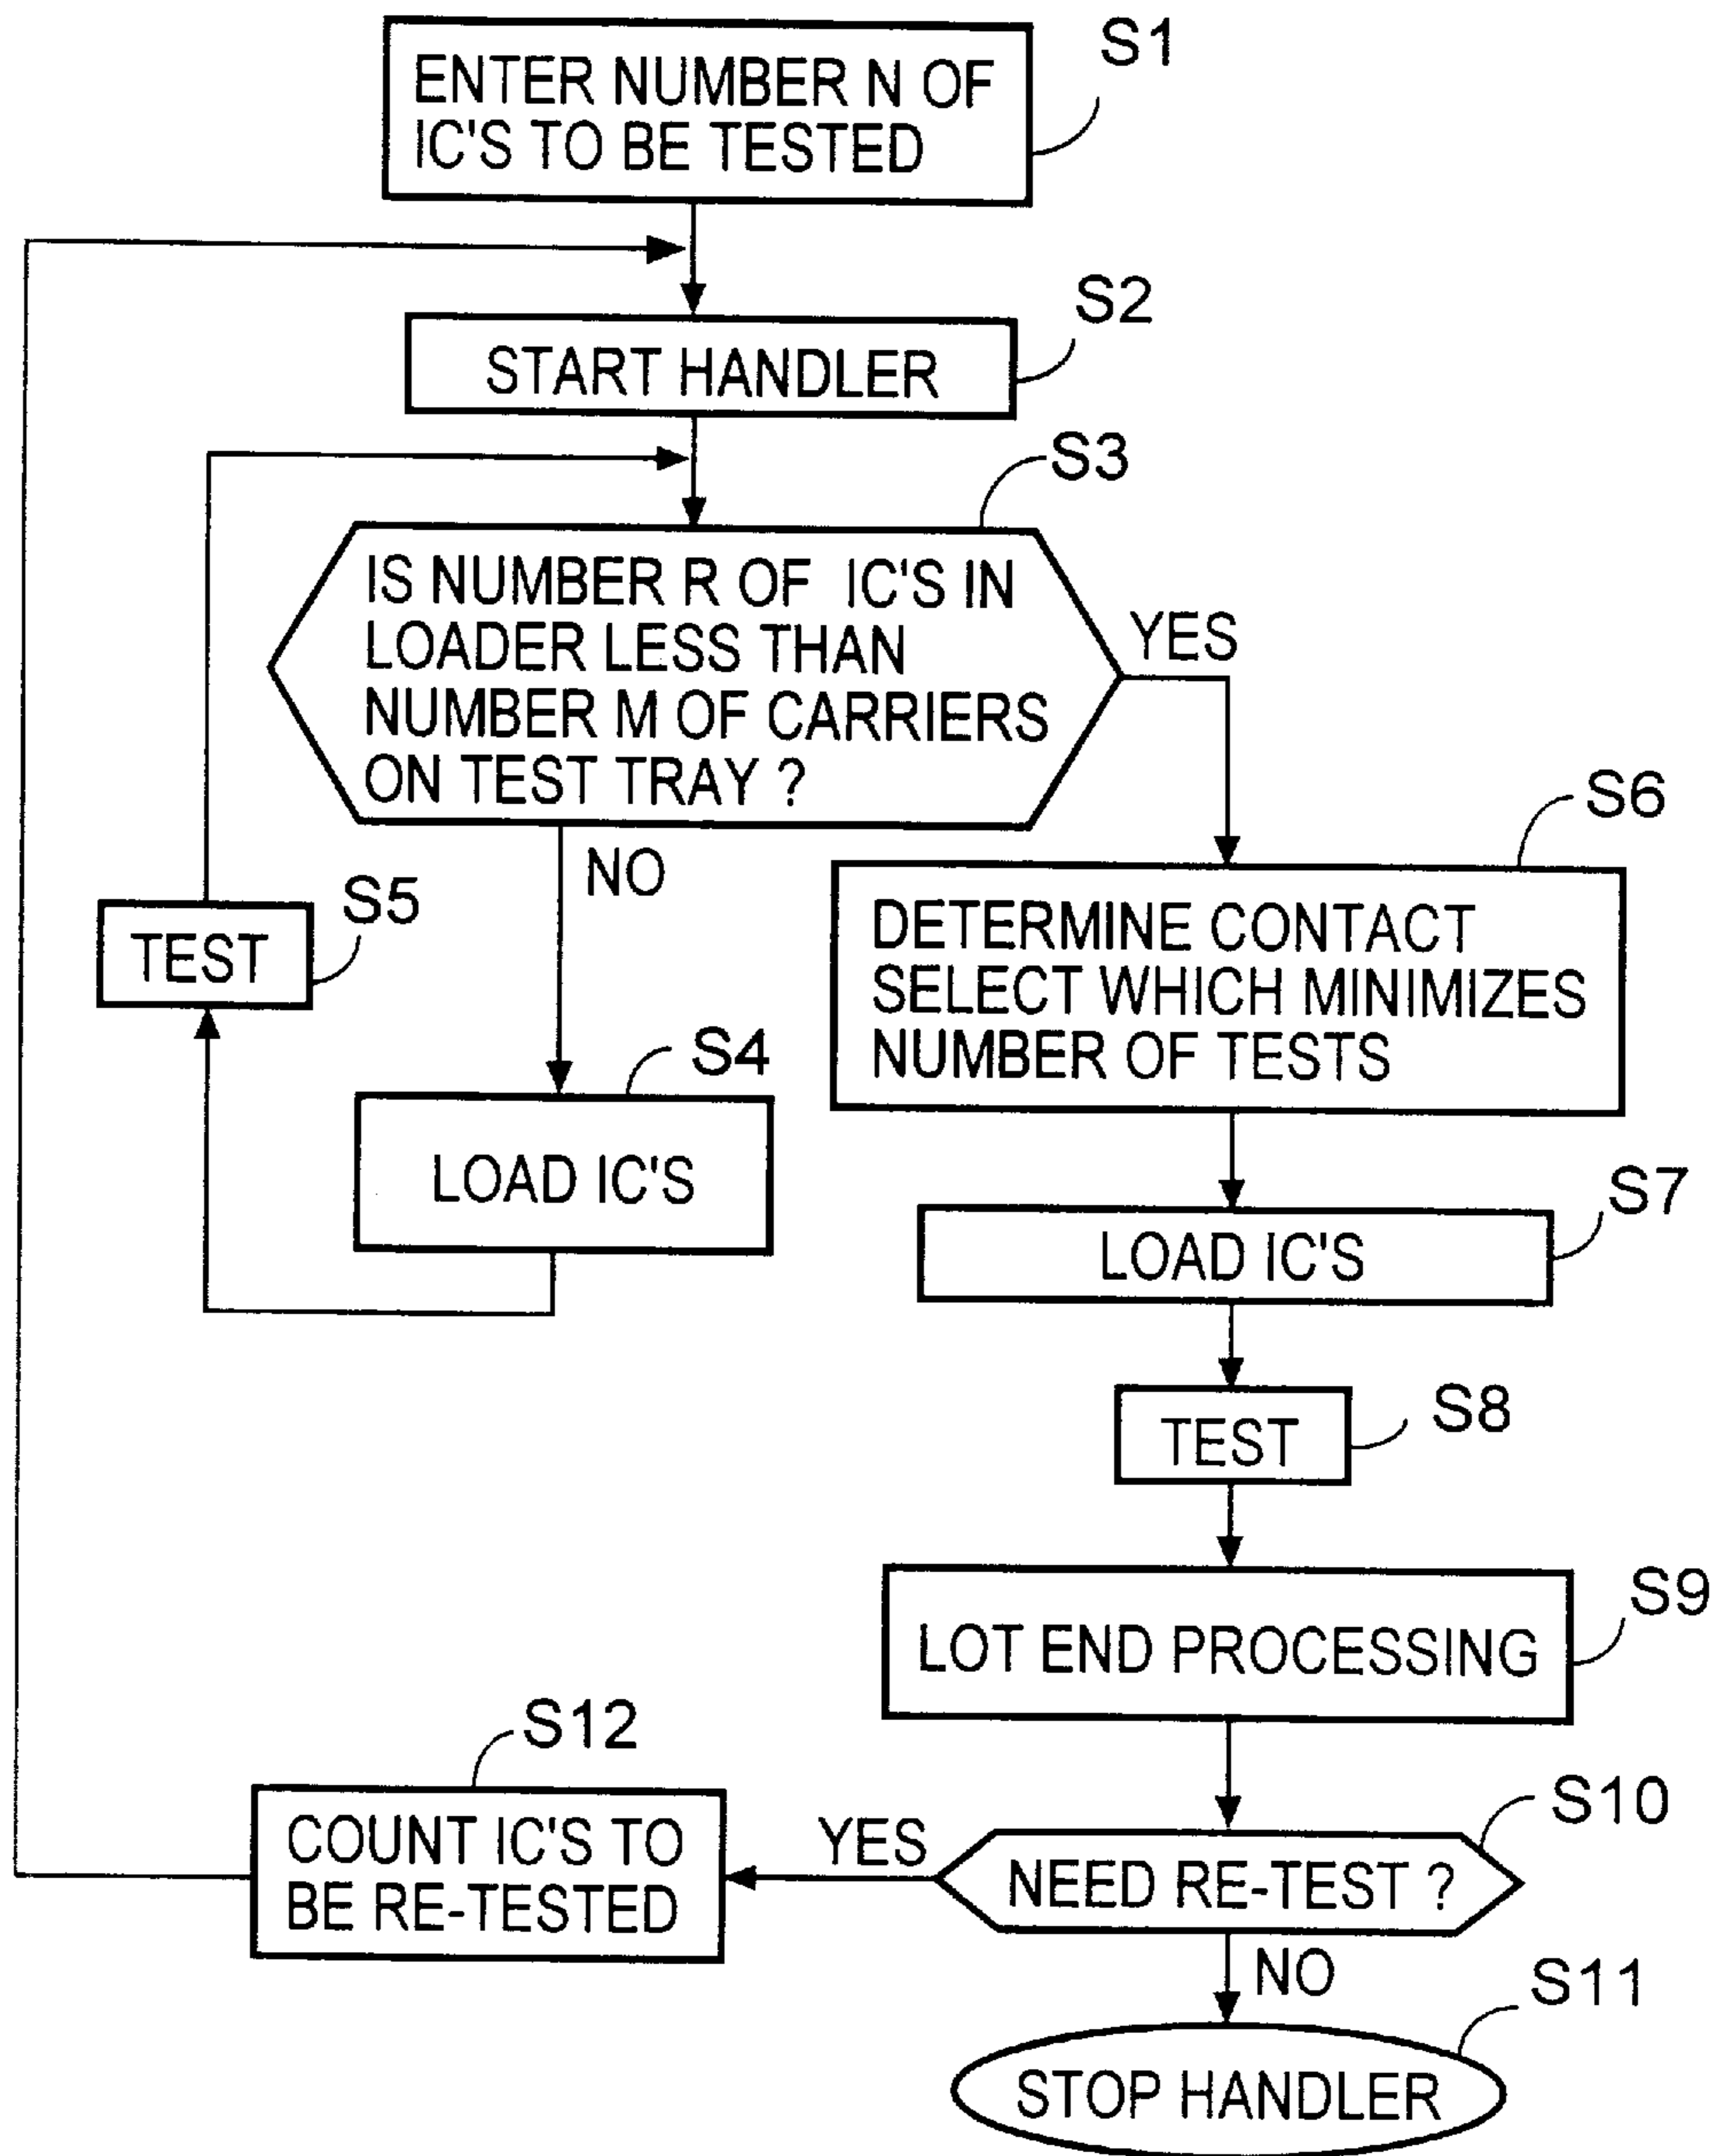 ENTER NUMBER N OF
IC'S TO BE TESTED
S1
START HANDLER
S2
IS NUMBER R OF IC'S IN
LOADER LESS THAN
NUMBER M OF CARRIERS
ON TEST TRAY ?
S3
YES
NO
TEST
S5
LOAD IC'S
S4
DETERMINE CONTACT
SELECT WHICH MINIMIZES
NUMBER OF TESTS
S6
LOAD IC'S
S7
TEST
S8
LOT END PROCESSING
S9
NEED RE-TEST ?
S10
YES
COUNT IC'S TO
BE RE-TESTED
S12
NO
STOP HANDLER
S11